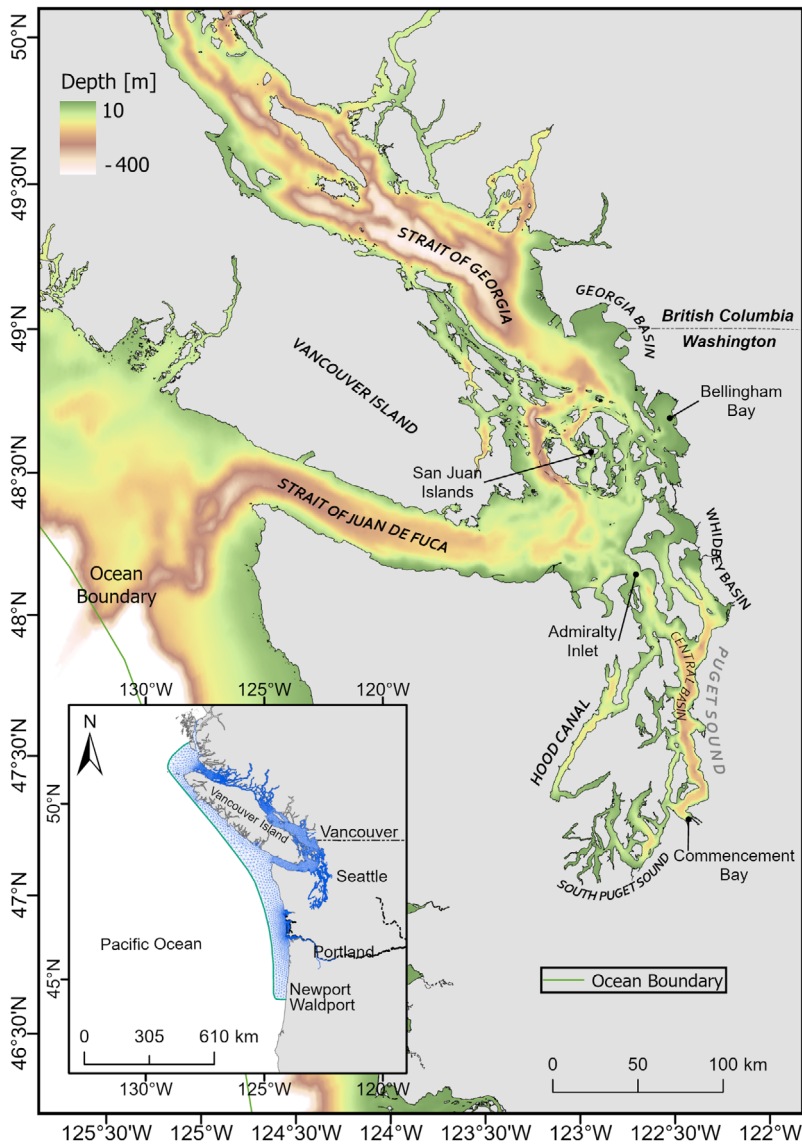 50°N
Depth [m]
10
-400
49°30'N
STRAIT OF GEORGIA
GEORGIA BASIN
British Columbia
Washington
49°N
VANCOUVER ISLAND
Bellingham
Bay
San Juan
Islands
48°30'N
STRAIT OF JUAN DE FUCA
WHIDBEY BASIN
Ocean
Boundary
48°N
Admiralty
Inlet
CENTRAL BASIN
PUGET SOUND
HOOD CANAL
47°30'N
Commencement
Bay
SOUTH PUGET SOUND
47°N
130°W
125°W
120°W
N
50°N
Vancouver Island
Vancouver
Seattle
Pacific Ocean
Portland
45°N
Newport
Waldport
0
305
610 km
130°W
125°W
120°W
Ocean Boundary
46°30'N
0
50
100 km
125°30'W
125°W
124°30'W
124°W
123°30'W
123°W
122°30'W
122°W